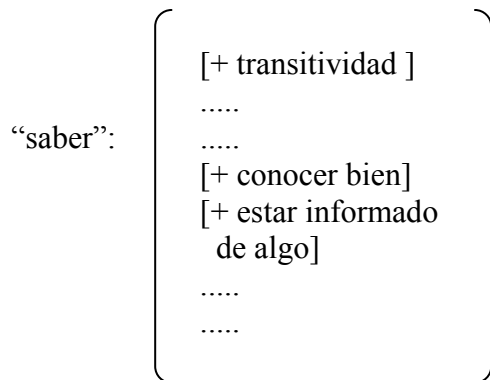 [+ transitividad ]
.....
“saber”:
.....
[+ conocer bien]
[+ estar informado
de algo]
.....
.....